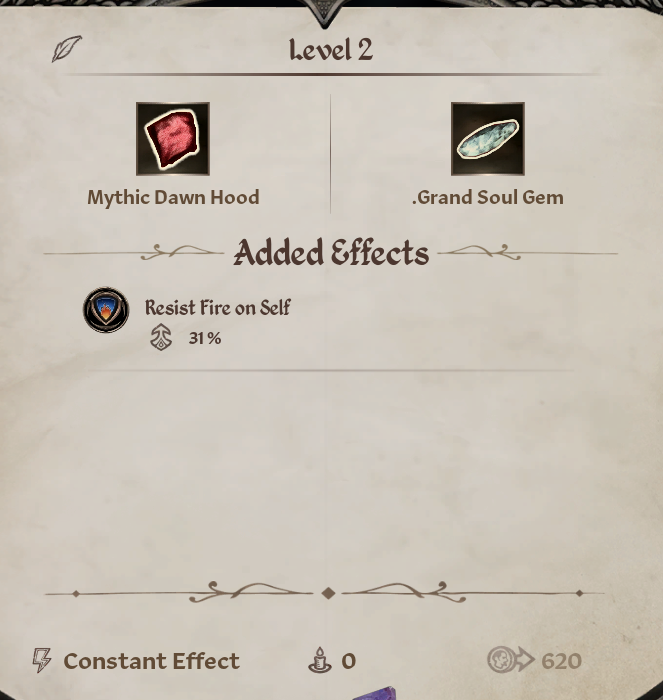 Level 2
Mythic Dawn Hood
.Grand Soul Gem
Added Effects
Resist Fire on Self
31%
Constant Effect
0
620